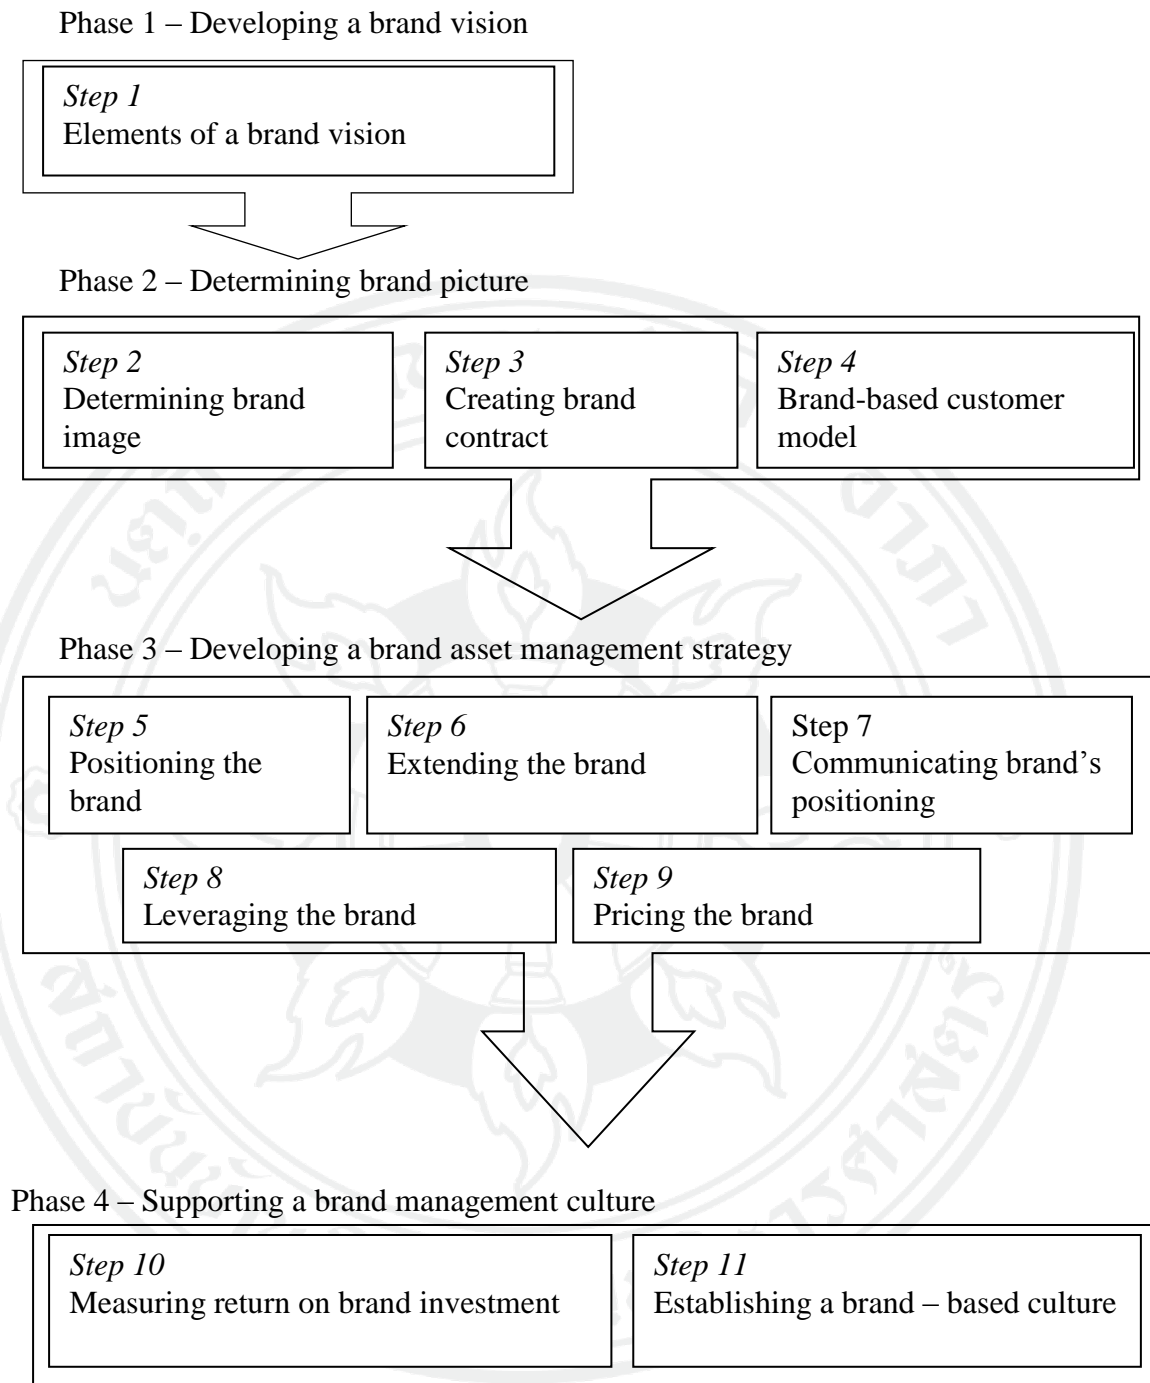 Phase 1 – Developing a brand vision
Step 1
Elements of a brand vision
Phase 2 – Determining brand picture
Step 2
Determining brand
image
Step 3
Creating brand
contract
Step 4
Brand-based customer
model
Phase 3 – Developing a brand asset management strategy
Step 5
Positioning the
brand
Step 6
Extending the brand
Step 7
Communicating brand’s
positioning
Step 8
Leveraging the brand
Step 9
Pricing the brand
Phase 4 – Supporting a brand management culture
Step 10
Measuring return on brand investment
Step 11
Establishing a brand – based culture